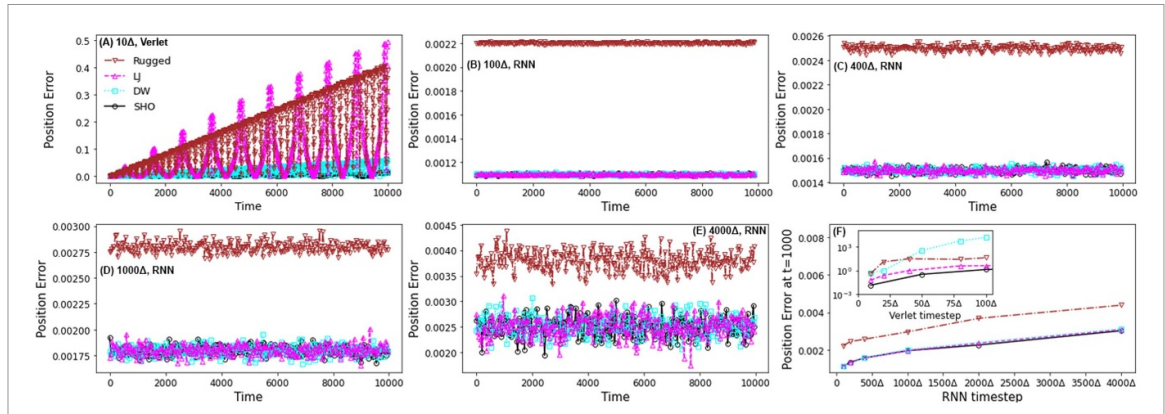 (A) 10Δ, Verlet
Rugged
LJ
DW
SHO
Position Error
0.5
0.4
0.3
0.2
0.1
0.0
0 2000 4000 6000 8000 10000
Time
(B) 100Δ, RNN
Position Error
0.0022
0.0020
0.0018
0.0016
0.0014
0.0012
0 2000 4000 6000 8000 10000
Time
(C) 400Δ, RNN
Position Error
0.0026
0.0024
0.0022
0.0020
0.0018
0.0016
0.0014
0 2000 4000 6000 8000 10000
Time
(D) 1000Δ, RNN
Position Error
0.00300
0.00275
0.00250
0.00225
0.00200
0.00175
0 2000 4000 6000 8000 10000
Time
(E) 4000Δ, RNN
Position Error
0.0045
0.0040
0.0035
0.0030
0.0025
0.0020
0 2000 4000 6000 8000 10000
Time
(F)
Position Error at t=1000
0.008
0.006
0.004
0.002
10³
10⁰
10⁻³
0 25Δ 50Δ 75Δ 100Δ
Verlet timestep
0 500Δ 1000Δ 1500Δ 2000Δ 2500Δ 3000Δ 3500Δ 4000Δ
RNN timestep